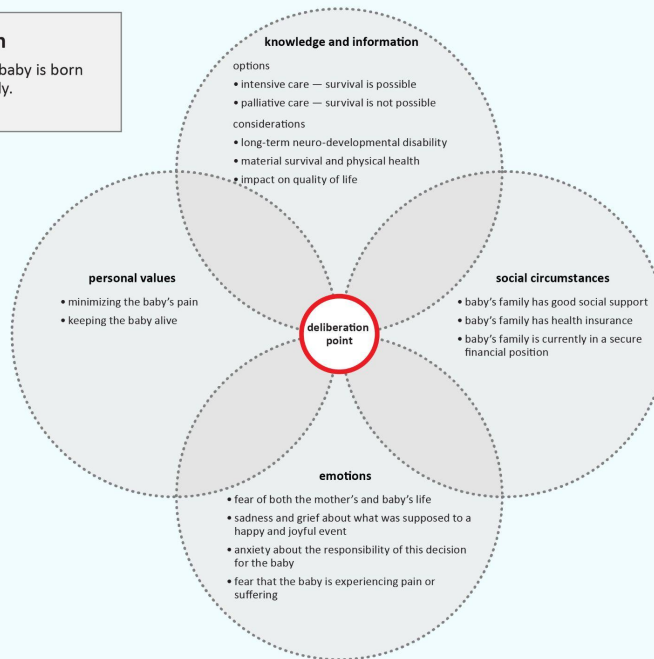 n
baby is born
ly.
knowledge and information
options
• intensive care — survival is possible
• palliative care — survival is not possible
considerations
• long-term neuro-developmental disability
• material survival and physical health
• impact on quality of life
personal values
• minimizing the baby's pain
• keeping the baby alive
social circumstances
• baby's family has good social support
• baby's family has health insurance
• baby's family is currently in a secure
financial position
deliberation
point
emotions
• fear of both the mother's and baby's life
• sadness and grief about what was supposed to a
happy and joyful event
• anxiety about the responsibility of this decision
for the baby
• fear that the baby is experiencing pain or
suffering